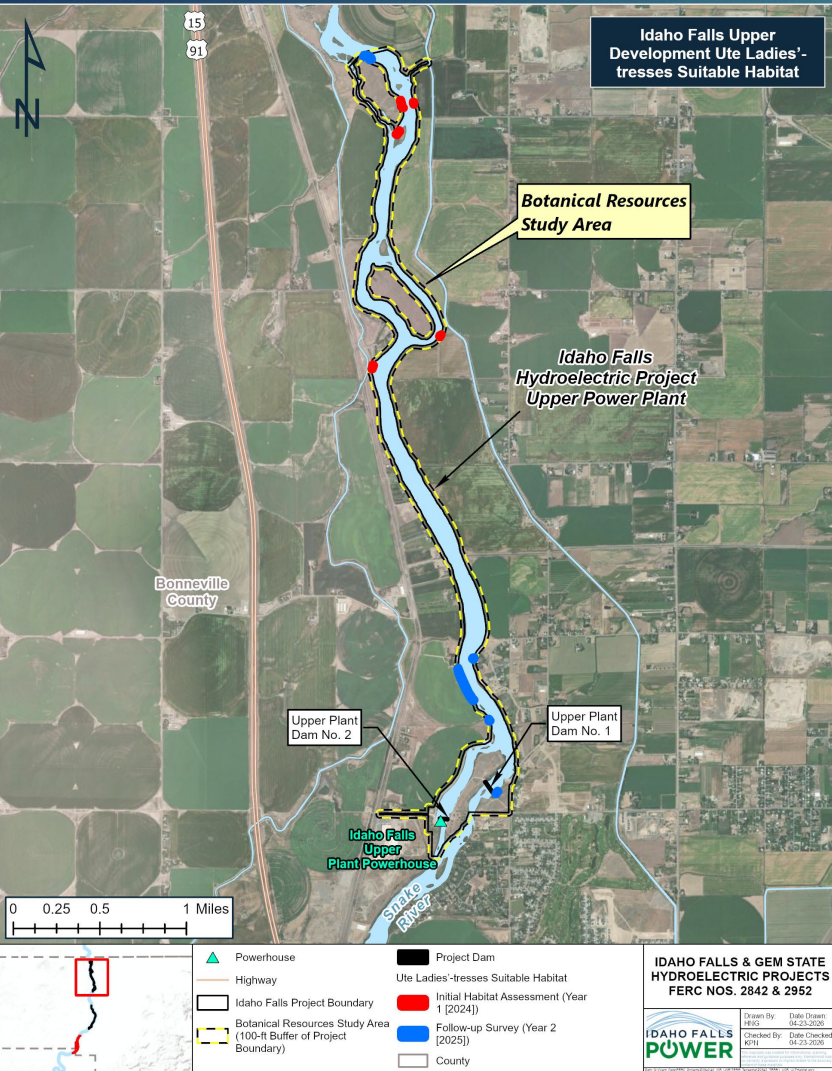 15
91
N
Idaho Falls Upper
Development Ute Ladies'-
tresses Suitable Habitat
Botanical Resources
Study Area
Idaho Falls
Hydroelectric Project
Upper Power Plant
Bonneville
County
Upper Plant
Dam No. 2
Upper Plant
Dam No. 1
Idaho Falls
Upper
Plant Powerhouse
Snake
River
0 0.25 0.5 1 Miles
Powerhouse
Highway
Idaho Falls Project Boundary
Botanical Resources Study Area
(100-ft Buffer of Project
Boundary)
Project Dam
Ute Ladies'-tresses Suitable Habitat
Initial Habitat Assessment (Year
1 [2024])
Follow-up Survey (Year 2
[2025])
County
IDAHO FALLS & GEM STATE
HYDROELECTRIC PROJECTS
FERC NOS. 2842 & 2952
IDAHO FALLS
POWER
Drawn By:
HNG
Date Drawn:
04-23-2026
Checked By:
KPN
Date Checked:
04-23-2026